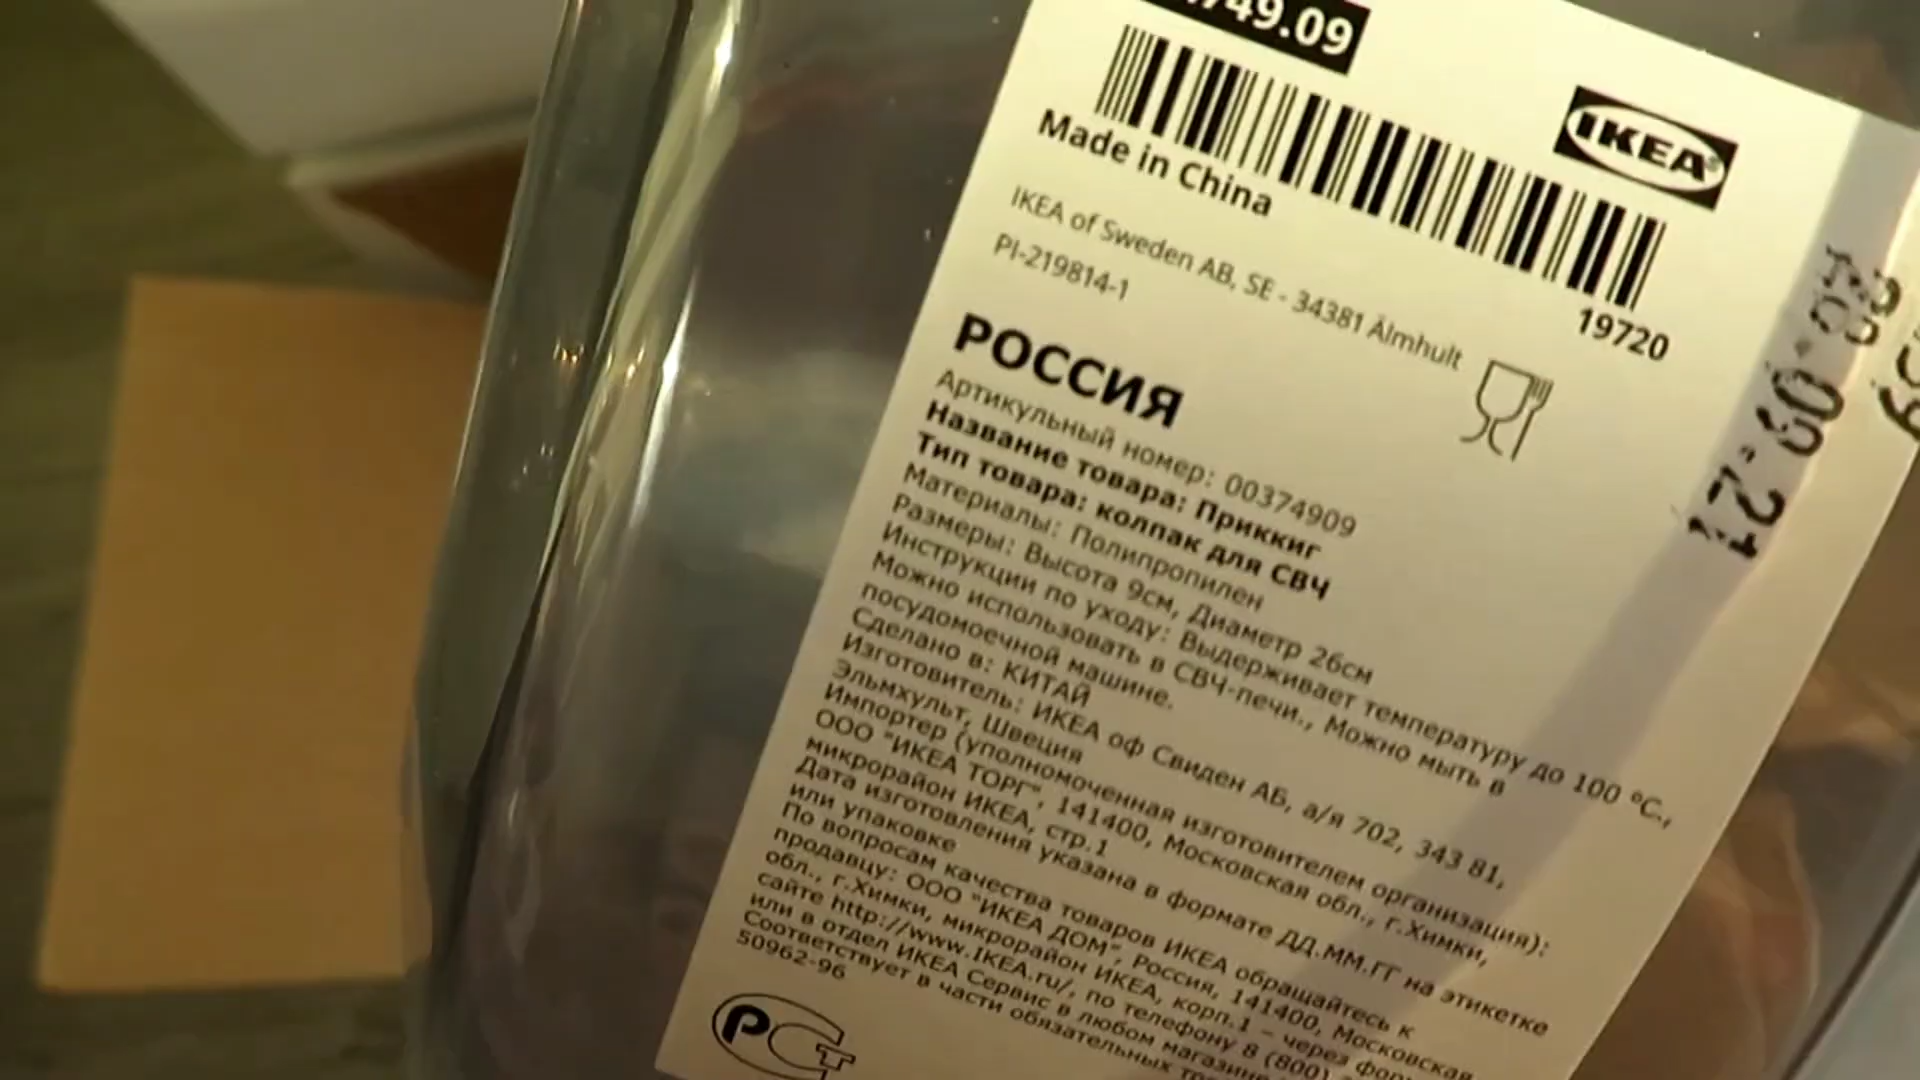 749.09
IKEA
Made in China
19720
IKEA of Sweden AB, SE - 34381 Älmhult
PI-219814-1
РОССИЯ
Артикульный номер: 00374909
Название товара: Приккиг
Тип товара: колпак для СВЧ
Материалы: Полипропилен
Размеры: Высота 9см, Диаметр 26см
Инструкции по уходу: Выдерживает температуру до 100 °C.,
Можно использовать в СВЧ-печи., Можно мыть в
посудомоечной машине.
Сделано в: КИТАЙ
Изготовитель: ИКЕА оф Свиден АБ, а/я 702, 343 81,
Эльмхульт, Швеция
Импортер (уполномоченная изготовителем организация):
ООО "ИКЕА ТОРГ", 141400, Московская обл., г.Химки,
микрорайон ИКЕА, стр.1
Дата изготовления указана в формате ДД.ММ.ГГ на этикетке
или упаковке
По вопросам качества товаров ИКЕА обращайтесь к
продавцу: ООО "ИКЕА ДОМ", Россия, 141400, Московская
обл., г.Химки, микрорайон ИКЕА, корп.1 - через
сайте http://www.IKEA.ru/, по телефону 8 (800)
или в отдел ИКЕА Сервис в любом магазине
Соответствует в части обязательных
50962-96
РСТ